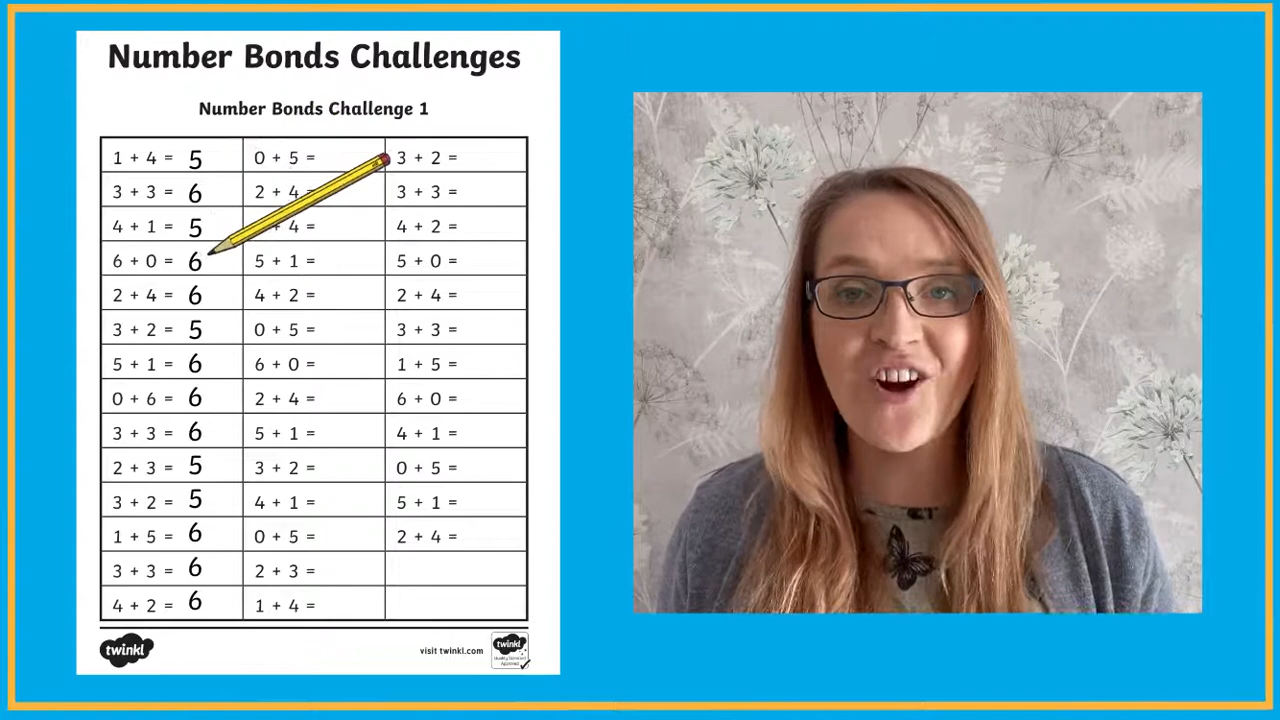 Number Bonds Challenges
Number Bonds Challenge 1
1 + 4 = 5 0 + 5 = 3 + 2 =
3 + 3 = 6 2 + 4 = 3 + 3 =
4 + 1 = 5 + 4 = 4 + 2 =
6 + 0 = 6 5 + 1 = 5 + 0 =
2 + 4 = 6 4 + 2 = 2 + 4 =
3 + 2 = 5 0 + 5 = 3 + 3 =
5 + 1 = 6 6 + 0 = 1 + 5 =
0 + 6 = 6 2 + 4 = 6 + 0 =
3 + 3 = 6 5 + 1 = 4 + 1 =
2 + 3 = 5 3 + 2 = 0 + 5 =
3 + 2 = 5 4 + 1 = 5 + 1 =
1 + 5 = 6 0 + 5 = 2 + 4 =
3 + 3 = 6 2 + 3 =
4 + 2 = 6 1 + 4 =
twinkl visit twinkl.com twinkl